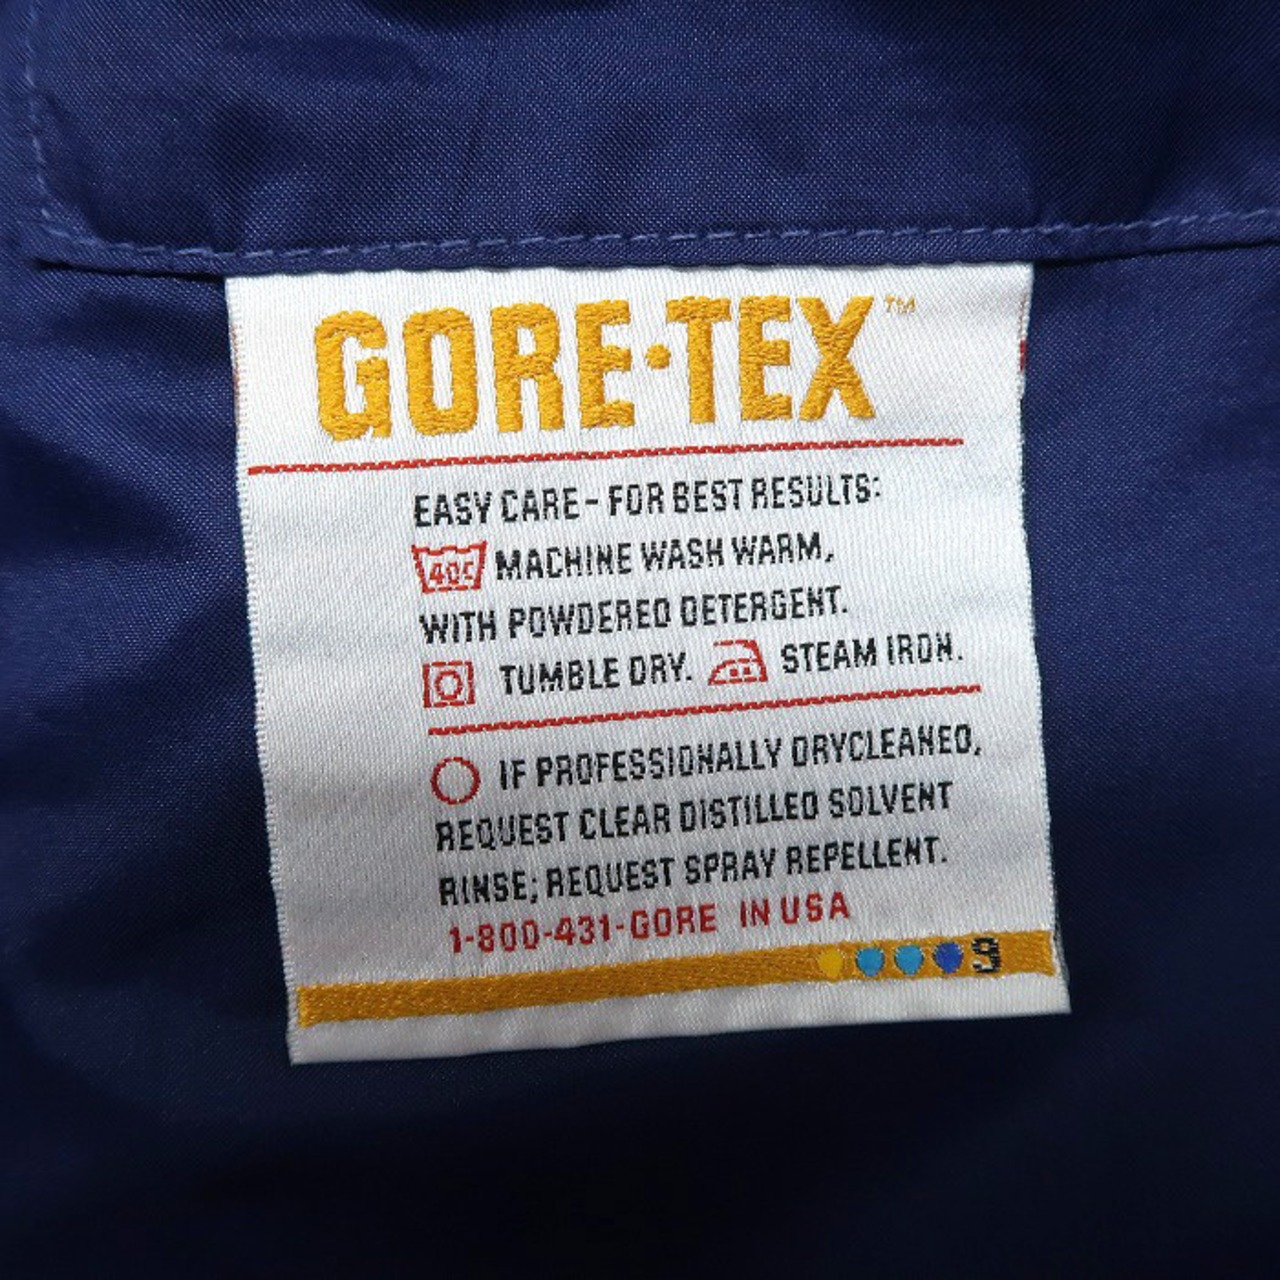 GORE·TEX™
EASY CARE - FOR BEST RESULTS:
40C MACHINE WASH WARM,
WITH POWDERED DETERGENT.
TUMBLE DRY. STEAM IRON.
IF PROFESSIONALLY DRYCLEANED,
REQUEST CLEAR DISTILLED SOLVENT
RINSE; REQUEST SPRAY REPELLENT.
1-800-431-GORE IN USA
9